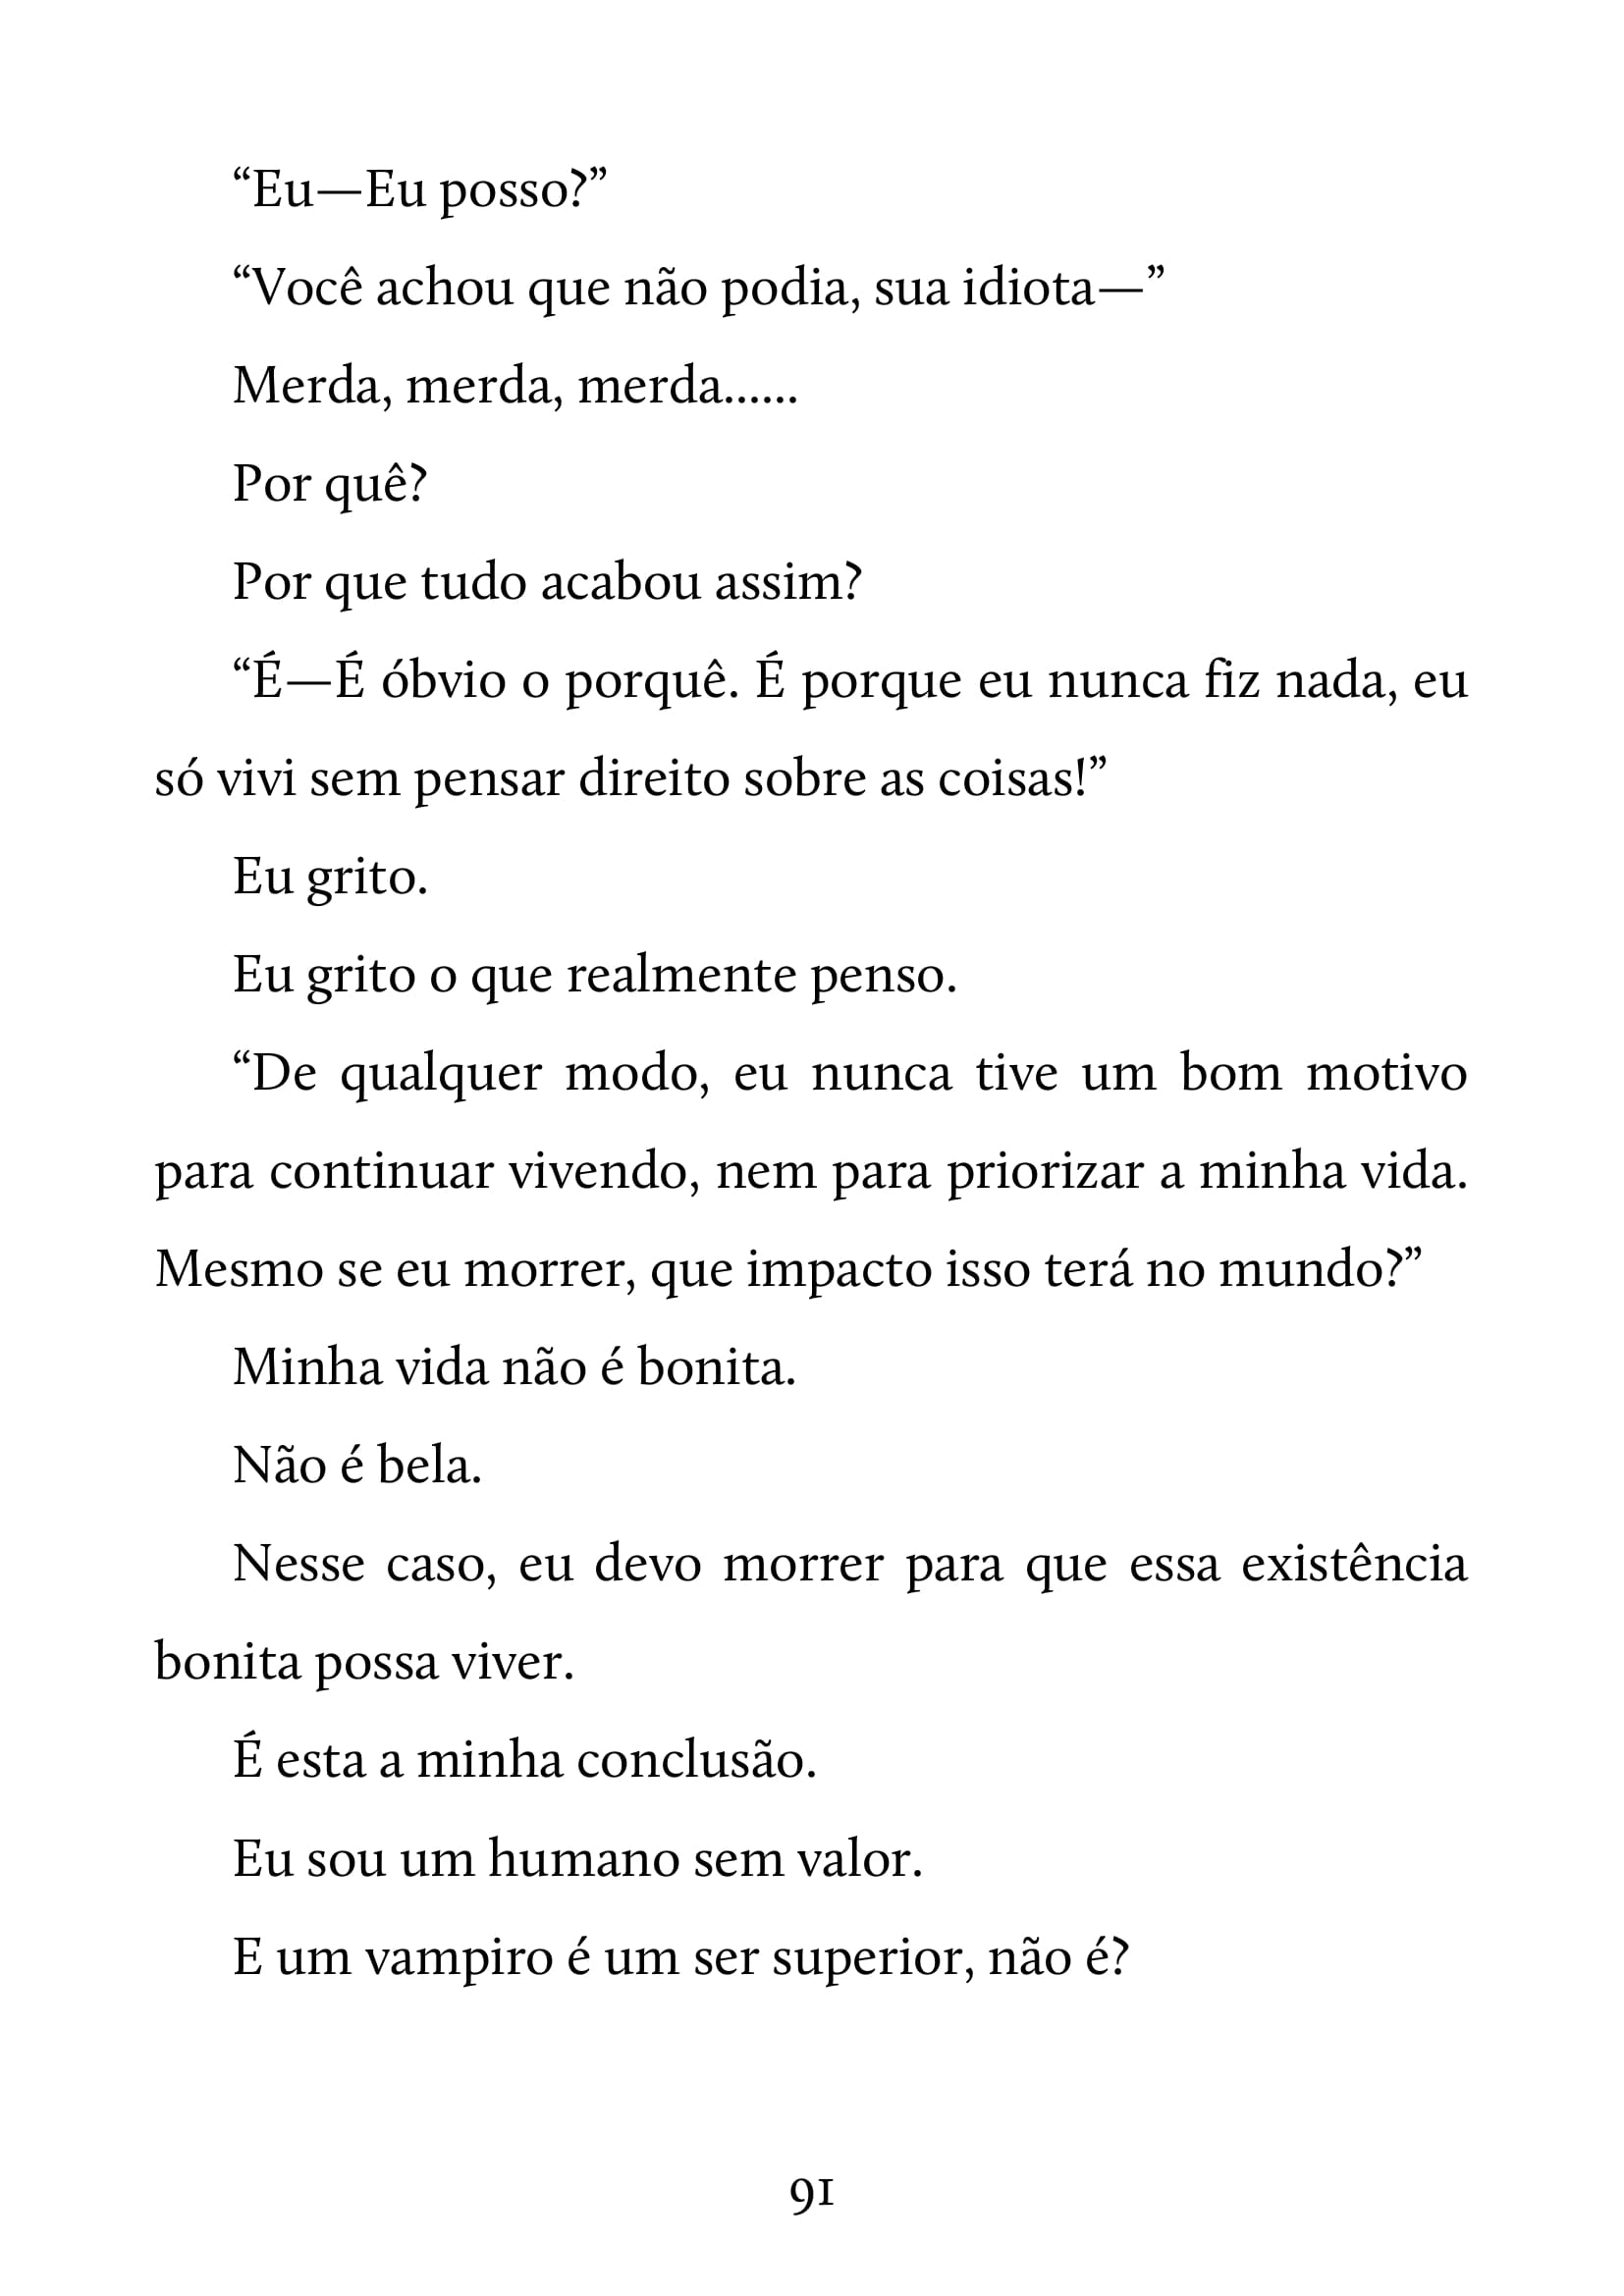 “Eu—Eu posso?”
“Você achou que não podia, sua idiota—”
Merda, merda, merda......
Por quê?
Por que tudo acabou assim?
“É—É óbvio o porquê. É porque eu nunca fiz nada, eu
só vivi sem pensar direito sobre as coisas!”
Eu grito.
Eu grito o que realmente penso.
“De qualquer modo, eu nunca tive um bom motivo
para continuar vivendo, nem para priorizar a minha vida.
Mesmo se eu morrer, que impacto isso terá no mundo?”
Minha vida não é bonita.
Não é bela.
Nesse caso, eu devo morrer para que essa existência
bonita possa viver.
É esta a minha conclusão.
Eu sou um humano sem valor.
E um vampiro é um ser superior, não é?
91